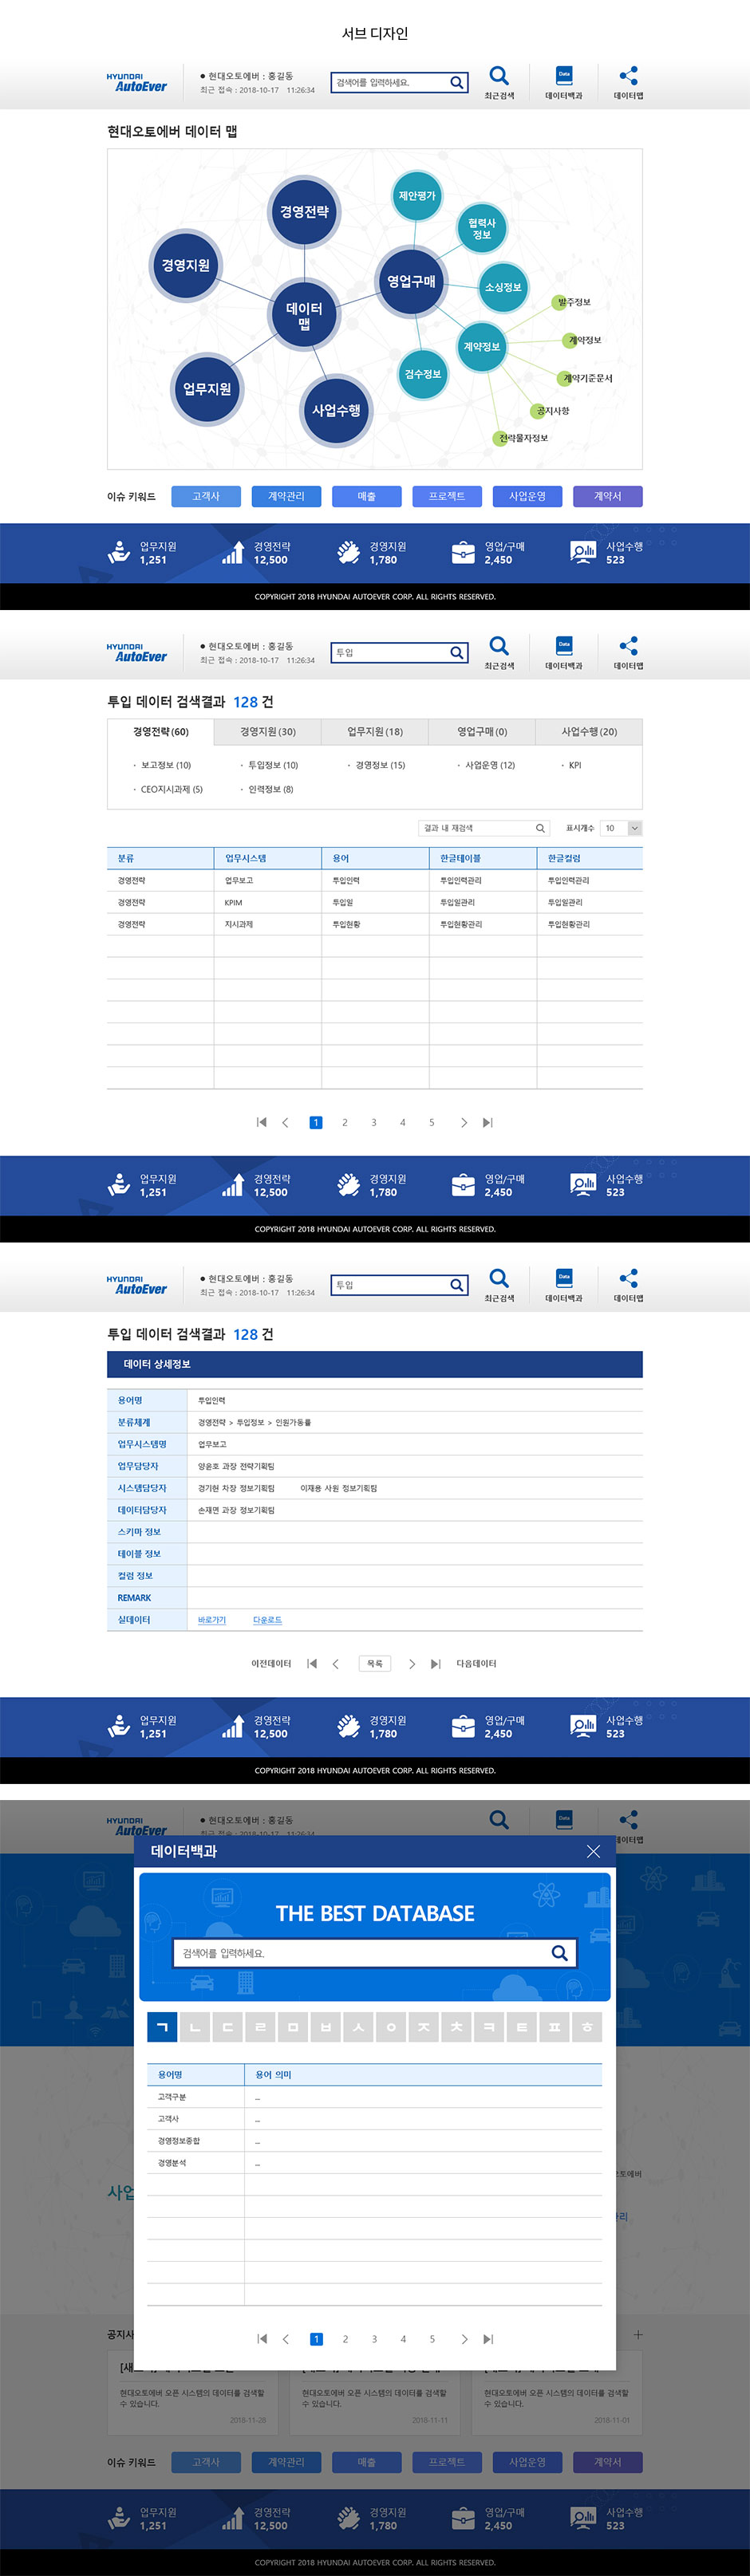 서브 디자인
HYUNDAI AutoEver
● 현대오토에버 : 홍길동
최근 접속 : 2018-10-17 11:26:34
검색어를 입력하세요.
최근검색
Data
데이터백과
데이터맵
현대오토에버 데이터 맵
경영전략
경영지원
데이터
맵
업무지원
사업수행
영업구매
제안평가
협력사
정보
소싱정보
계약정보
검수정보
발주정보
계약정보
계약기준문서
공지사항
전략물자정보
이슈 키워드 고객사 계약관리 매출 프로젝트 사업운영 계약서
업무지원 경영전략 경영지원 영업/구매 사업수행
1,251 12,500 1,780 2,450 523
COPYRIGHT 2018 HYUNDAI AUTOEVER CORP. ALL RIGHTS RESERVED.
HYUNDAI AutoEver
● 현대오토에버 : 홍길동
최근 접속 : 2018-10-17 11:26:34
투입
최근검색
Data
데이터백과
데이터맵
투입 데이터 검색결과 128 건
경영전략(60) 경영지원(30) 업무지원(18) 영업구매(0) 사업수행(20)
· 보고정보 (10) · 투입정보 (10) · 경영정보 (15) · 사업운영 (12) · KPI
· CEO지시과제 (5) · 인력정보 (8)
결과 내 재검색 표시개수 10
분류 업무시스템 용어 한글테이블 한글컬럼
경영전략 업무보고 투입인력 투입인력관리 투입인력관리
경영전략 KPIM 투입일 투입일관리 투입일관리
경영전략 지시과제 투입현황 투입현황관리 투입현황관리
1 2 3 4 5
업무지원 경영전략 경영지원 영업/구매 사업수행
1,251 12,500 1,780 2,450 523
COPYRIGHT 2018 HYUNDAI AUTOEVER CORP. ALL RIGHTS RESERVED.
HYUNDAI AutoEver
● 현대오토에버 : 홍길동
최근 접속 : 2018-10-17 11:26:34
투입
최근검색
Data
데이터백과
데이터맵
투입 데이터 검색결과 128 건
데이터 상세정보
용어명 투입인력
분류체계 경영전략 > 투입정보 > 인원가동률
업무시스템명 업무보고
업무담당자 양윤호 과장 전략기획팀
시스템담당자 경기현 차장 정보기획팀 이재용 사원 정보기획팀
데이터담당자 손재면 과장 정보기획팀
스키마 정보
테이블 정보
컬럼 정보
REMARK
실데이터 바로가기 다운로드
이전데이터 목록 다음데이터
업무지원 경영전략 경영지원 영업/구매 사업수행
1,251 12,500 1,780 2,450 523
COPYRIGHT 2018 HYUNDAI AUTOEVER CORP. ALL RIGHTS RESERVED.
HYUNDAI AutoEver
● 현대오토에버 : 홍길동
최근 접속 : 2018-10-17 11:26:34
Data
데이터맵
데이터백과
THE BEST DATABASE
검색어를 입력하세요.
ㄱ ㄴ ㄷ ㄹ ㅁ ㅂ ㅅ ㅇ ㅈ ㅊ ㅋ ㅌ ㅍ ㅎ
용어명 용어 의미
고객구분 ...
고객사 ...
경영정보종합 ...
경영분석 ...
1 2 3 4 5
사업
토에버
관리
공지사
현대오토에버 오픈 시스템의 데이터를 검색할
수 있습니다.
2018-11-28
현대오토에버 오픈 시스템의 데이터를 검색할
수 있습니다.
2018-11-11
현대오토에버 오픈 시스템의 데이터를 검색할
수 있습니다.
2018-11-01
이슈 키워드 고객사 계약관리 매출 프로젝트 사업운영 계약서
업무지원 경영전략 경영지원 영업/구매 사업수행
1,251 12,500 1,780 2,450 523
COPYRIGHT 2018 HYUNDAI AUTOEVER CORP. ALL RIGHTS RESERVED.